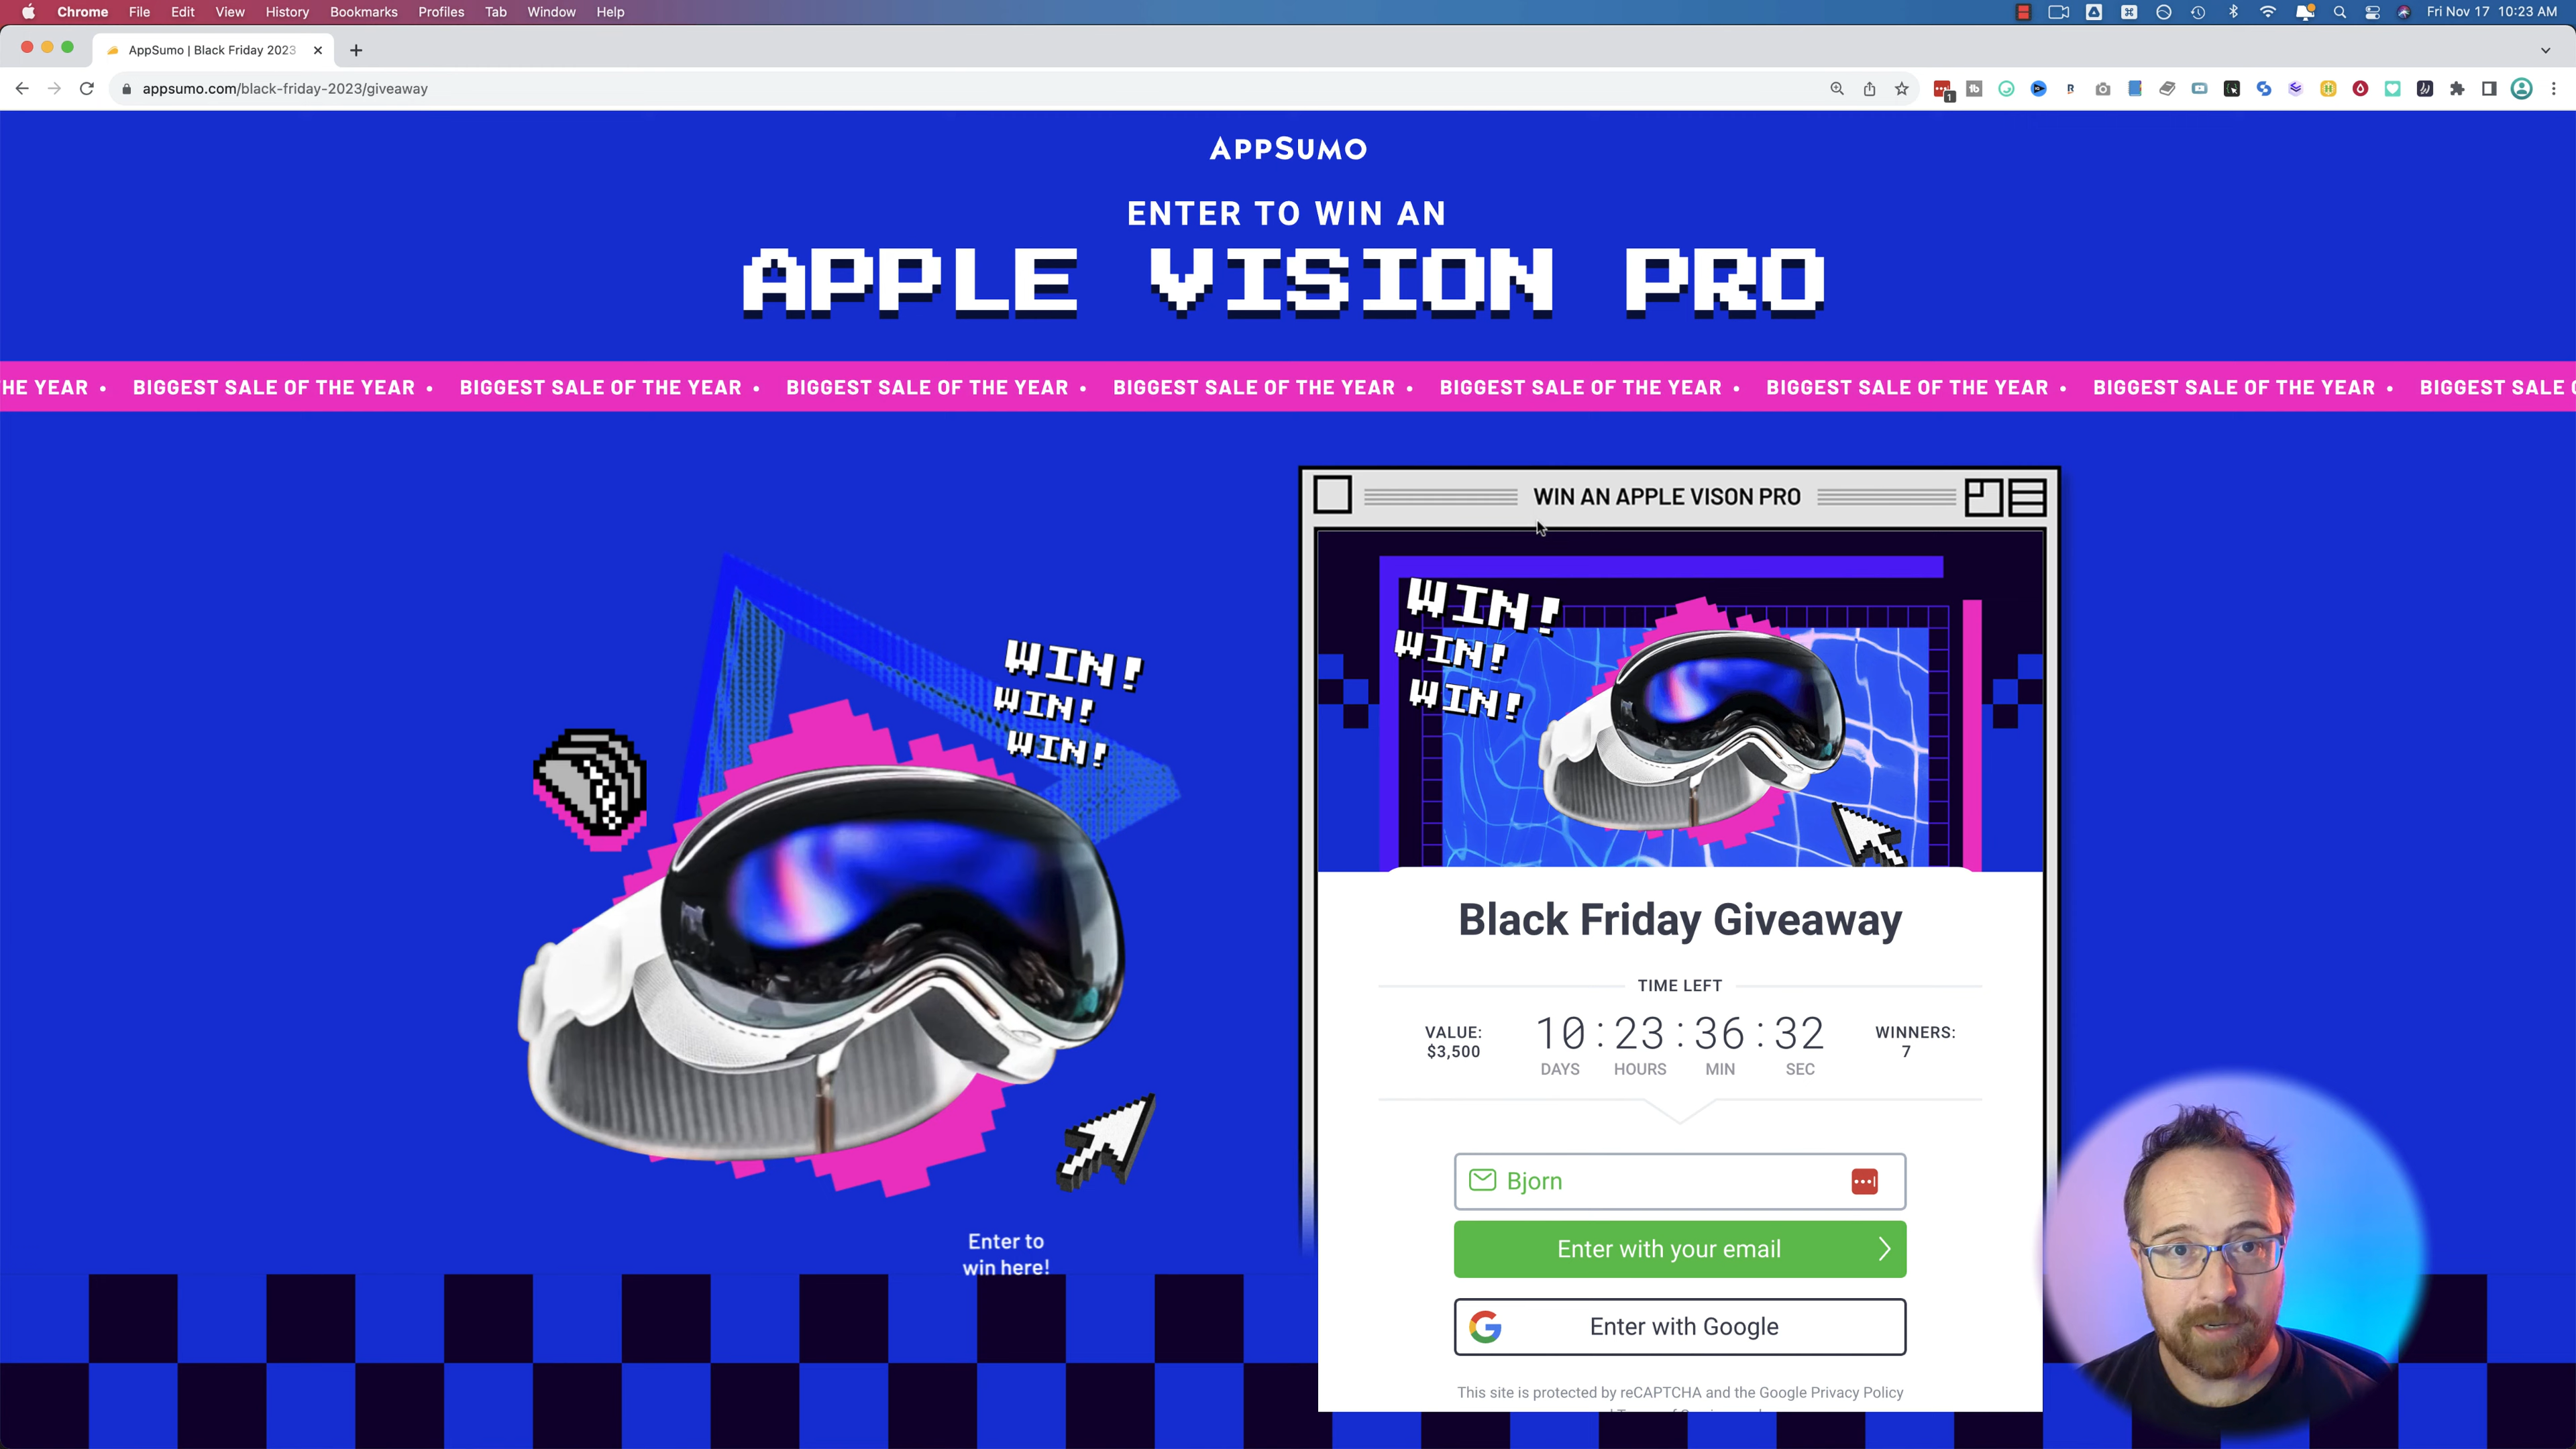 Chrome File Edit View History Bookmarks Profiles Tab Window Help
Fri Nov 17 10:23 AM
AppSumo | Black Friday 2023
appsumo.com/black-friday-2023/giveaway
1
APPSUMO
ENTER TO WIN AN
APPLE VISION PRO
HE YEAR • BIGGEST SALE OF THE YEAR • BIGGEST SALE OF THE YEAR • BIGGEST SALE OF THE YEAR • BIGGEST SALE OF THE YEAR • BIGGEST SALE OF THE YEAR • BIGGEST SALE OF THE YEAR • BIGGEST SALE OF THE YEAR • BIGGEST SALE
WIN!
WIN!
WIN!
Enter to
win here!
WIN AN APPLE VISON PRO
WIN!
WIN!
WIN!
Black Friday Giveaway
TIME LEFT
VALUE:
$3,500
10 : 23 : 36 : 32
DAYS HOURS MIN SEC
WINNERS:
7
Bjorn
Enter with your email
Enter with Google
This site is protected by reCAPTCHA and the Google Privacy Policy